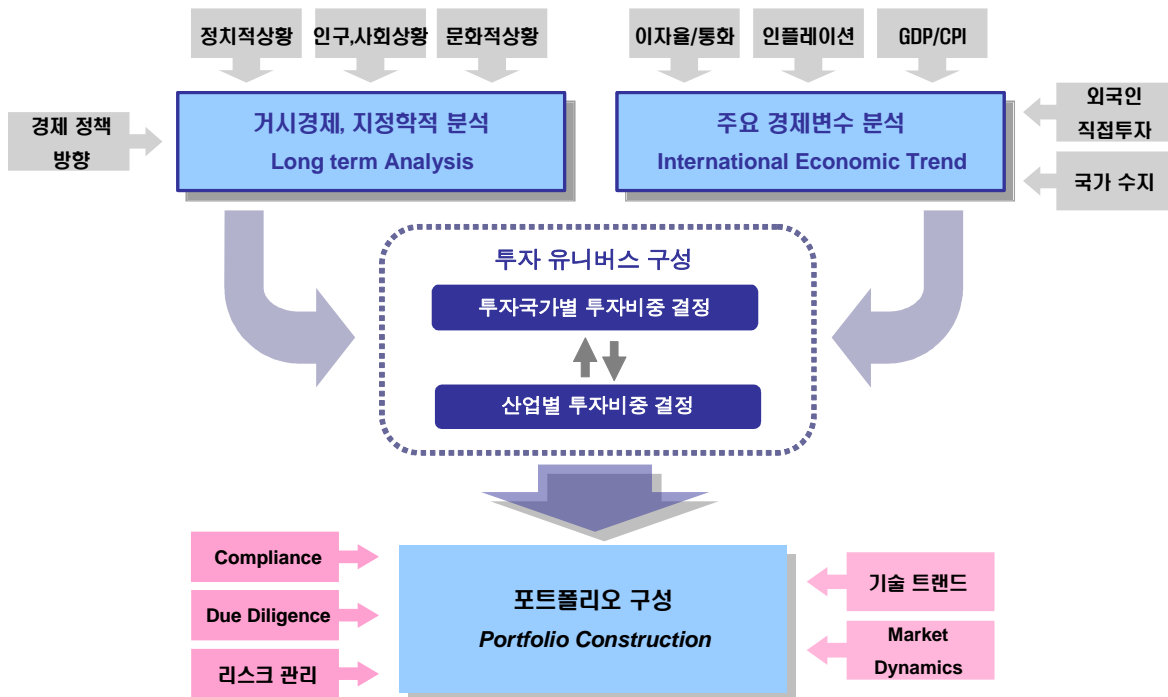 정치적상황
인구,사회상황
문화적상황
이자율/통화
인플레이션
GDP/CPI
경제 정책
방향
거시경제, 지정학적 분석
Long term Analysis
주요 경제변수 분석
International Economic Trend
외국인
직접투자
국가 수지
투자 유니버스 구성
투자국가별 투자비중 결정
산업별 투자비중 결정
Compliance
Due Diligence
리스크 관리
포트폴리오 구성
Portfolio Construction
기술 트랜드
Market
Dynamics